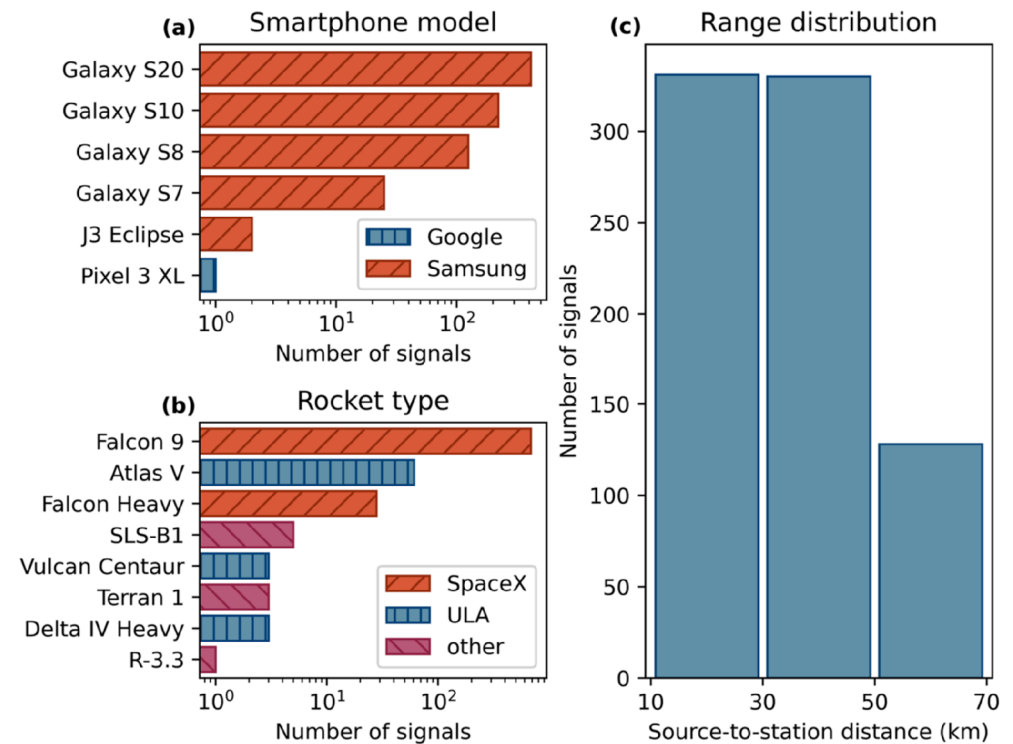 (a)
Smartphone model
Galaxy S20
Galaxy S10
Galaxy S8
Galaxy S7
J3 Eclipse
Pixel 3 XL
Google
Samsung
10⁰ 10¹ 10²
Number of signals
(b)
Rocket type
Falcon 9
Atlas V
Falcon Heavy
SLS-B1
Vulcan Centaur
Terran 1
Delta IV Heavy
R-3.3
SpaceX
ULA
other
10⁰ 10¹ 10²
Number of signals
(c)
Range distribution
Number of signals
300
250
200
150
100
50
0
10 30 50 70
Source-to-station distance (km)